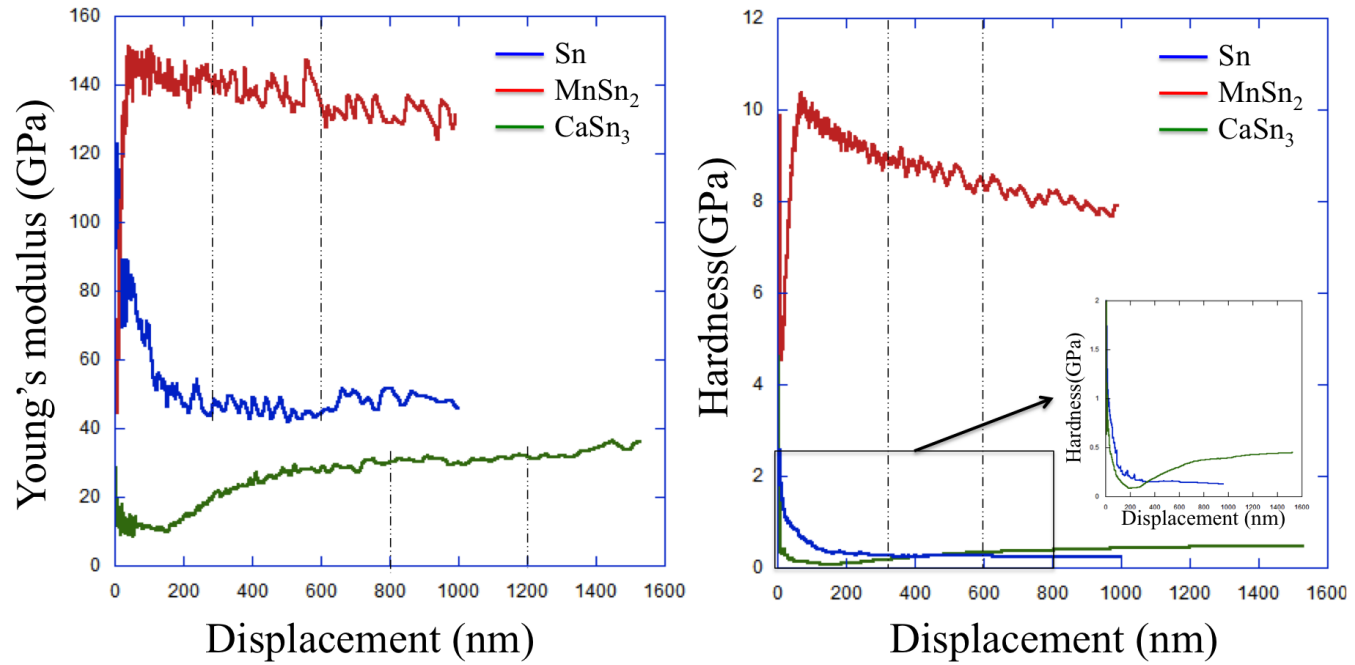 160
140
120
100
80
60
40
20
0
Young's modulus (GPa)
Sn
MnSn2
CaSn3
0 200 400 600 800 1000 1200 1400 1600
Displacement (nm)
12
10
8
6
4
2
0
Hardness(GPa)
Sn
MnSn2
CaSn3
2
1.5
1
0.5
0
Hardness(GPa)
0 200 400 600 800 1000 1200 1400 1600
Displacement (nm)
0 200 400 600 800 1000 1200 1400 1600
Displacement (nm)